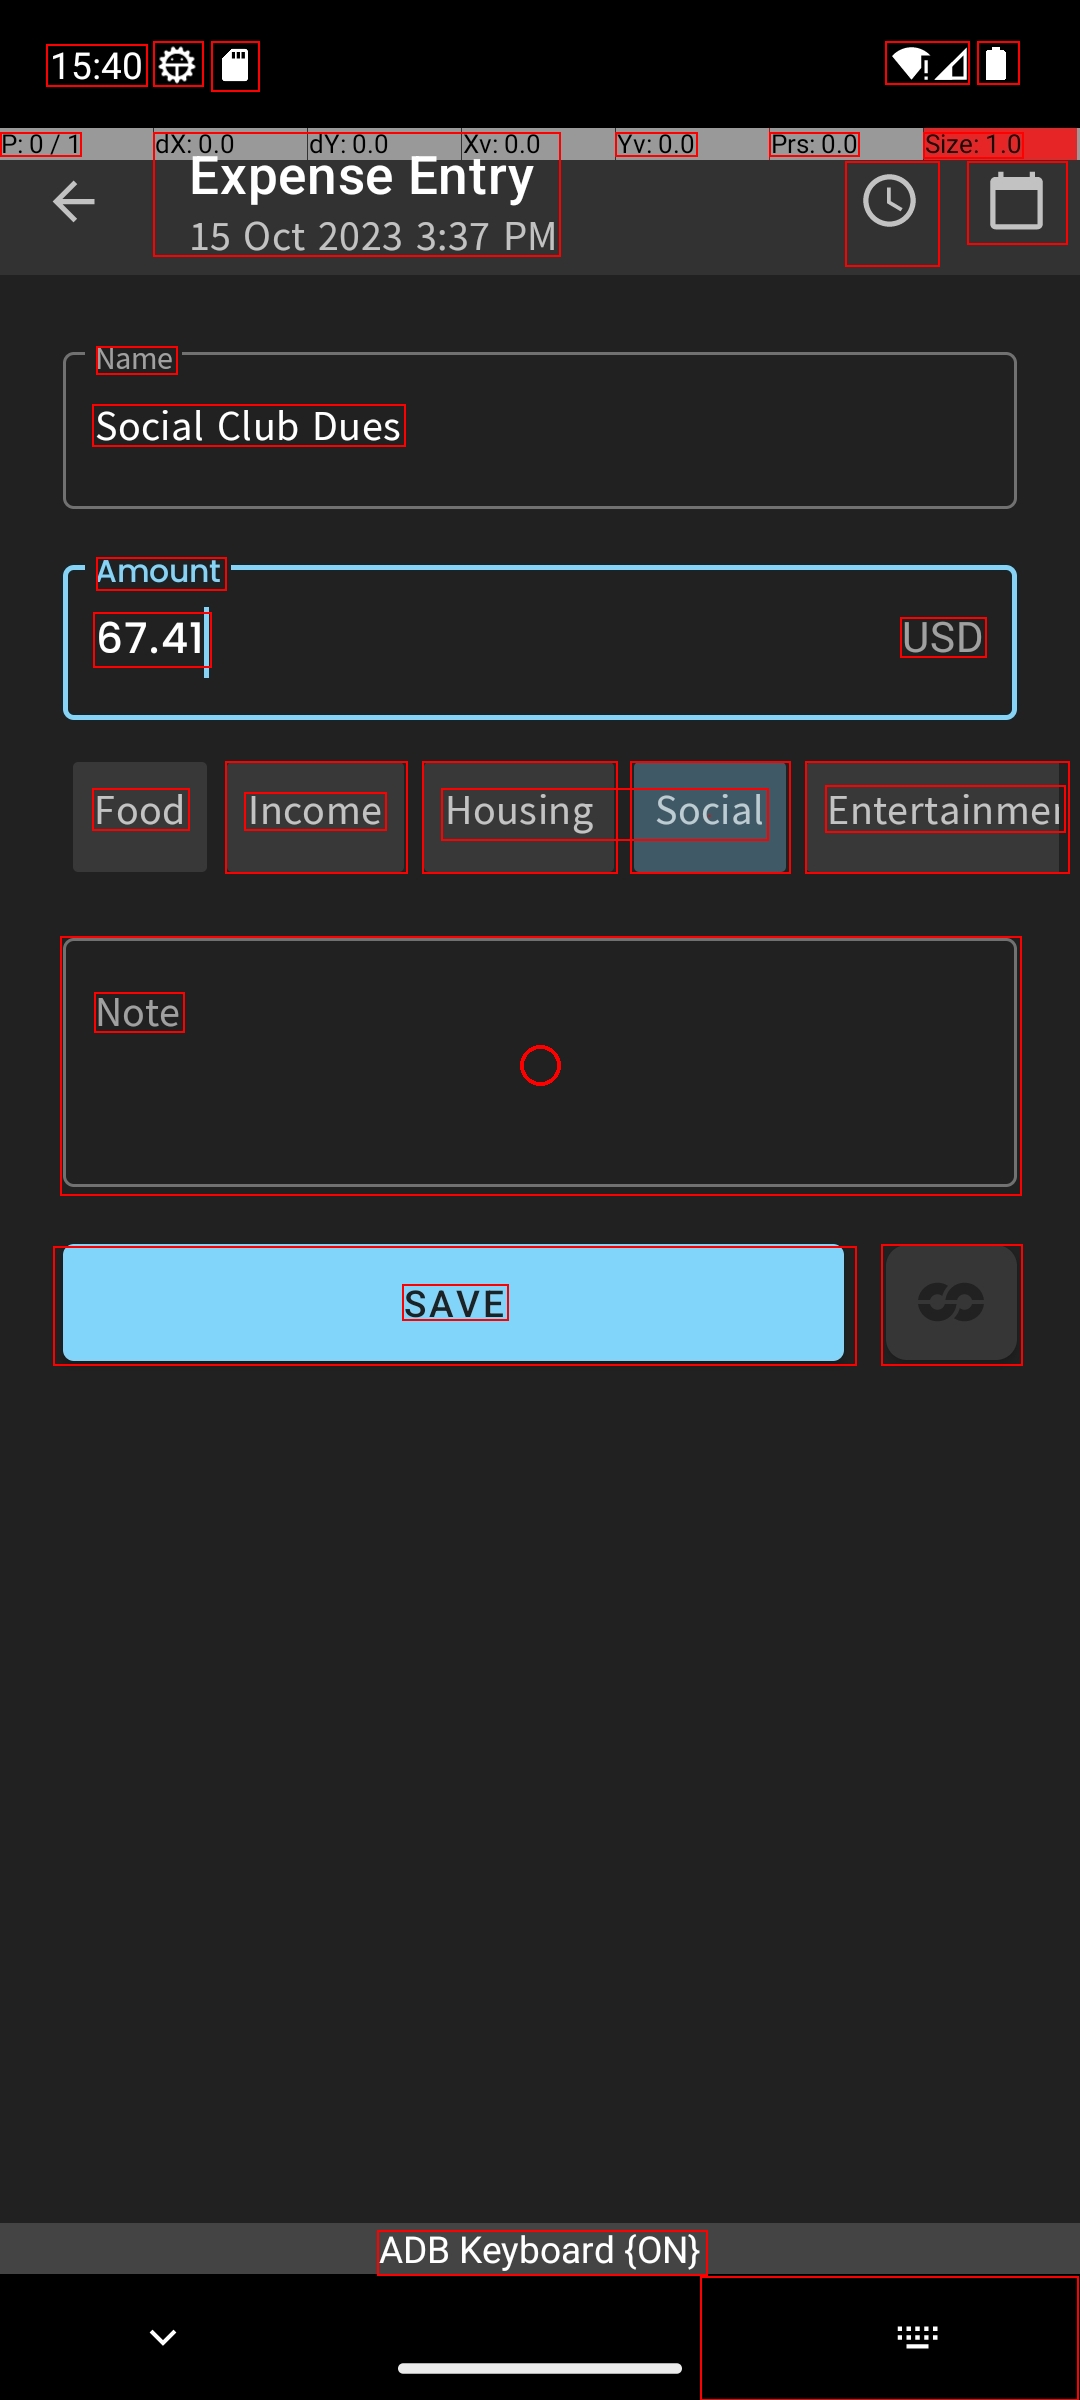 15:40
P: 0 / 1 dX: 0.0 dY: 0.0 Xv: 0.0 Yv: 0.0 Prs: 0.0 Size: 1.0
Expense Entry
15 Oct 2023 3:37 PM
Name
Social Club Dues
Amount
67.41 USD
Food Income Housing Social Entertainmen
Note
SAVE
ADB Keyboard {ON}